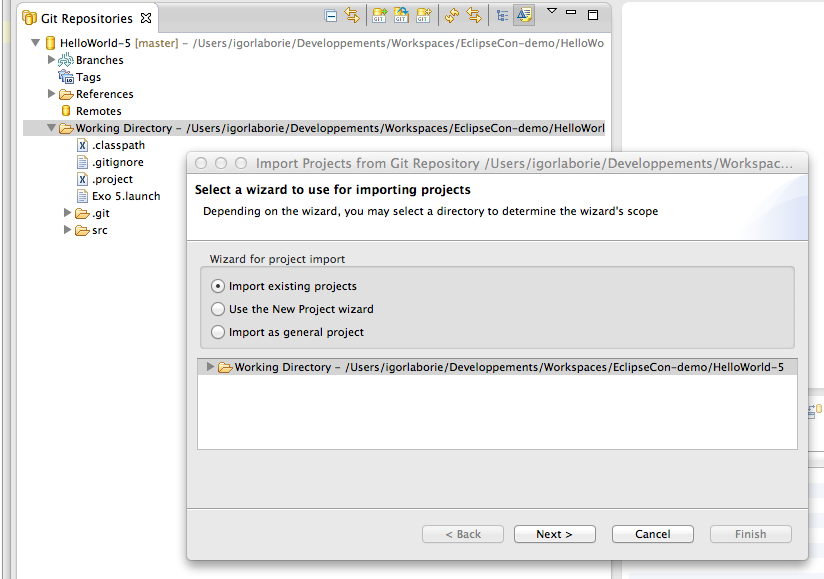 Git Repositories
HelloWorld-5 [master] - /Users/igorlaborie/Developpements/Workspaces/EclipseCon-demo/HelloWo
Branches
Tags
References
Remotes
Working Directory - /Users/igorlaborie/Developpements/Workspaces/EclipseCon-demo/HelloWorl
.classpath
.gitignore
.project
Exo 5.launch
.git
src
Import Projects from Git Repository /Users/igorlaborie/Developpements/Workspac...
Select a wizard to use for importing projects
Depending on the wizard, you may select a directory to determine the wizard's scope
Wizard for project import
Import existing projects
Use the New Project wizard
Import as general project
Working Directory - /Users/igorlaborie/Developpements/Workspaces/EclipseCon-demo/HelloWorld-5
< Back
Next >
Cancel
Finish